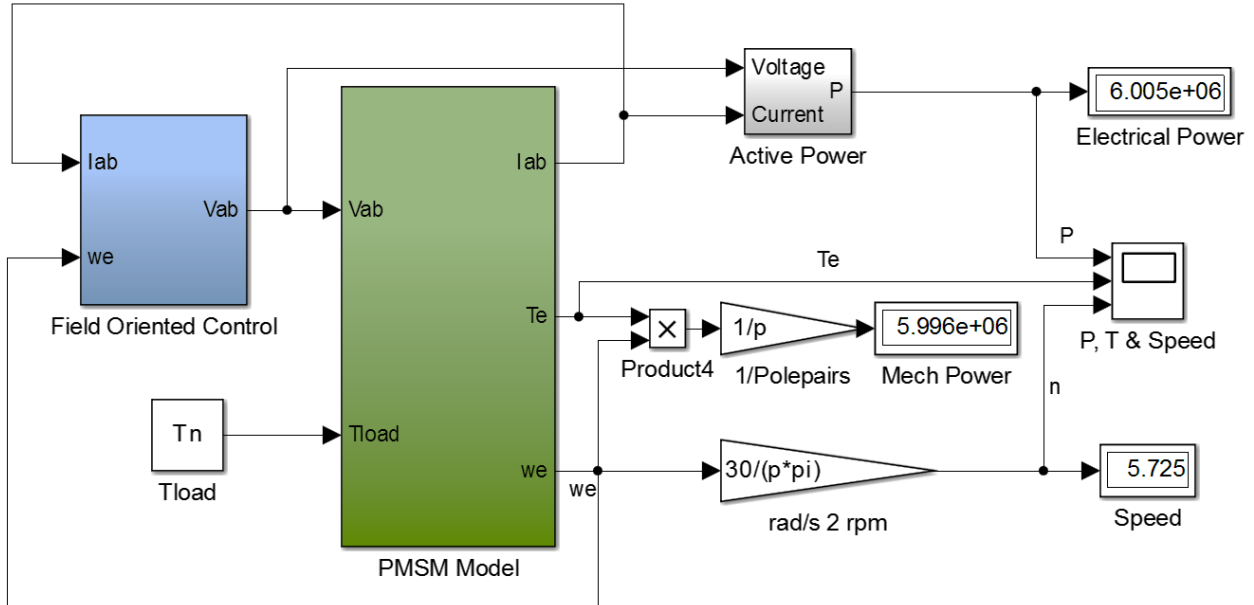 Voltage
P
Current
Active Power
6.005e+06
Electrical Power
Iab
Vab
we
Field Oriented Control
Iab
Vab
Te
Tload
we
PMSM Model
we
Tn
Tload
Te
P
P, T & Speed
Product4
1/p
1/Polepairs
5.996e+06
Mech Power
n
30/(p*pi)
rad/s 2 rpm
5.725
Speed